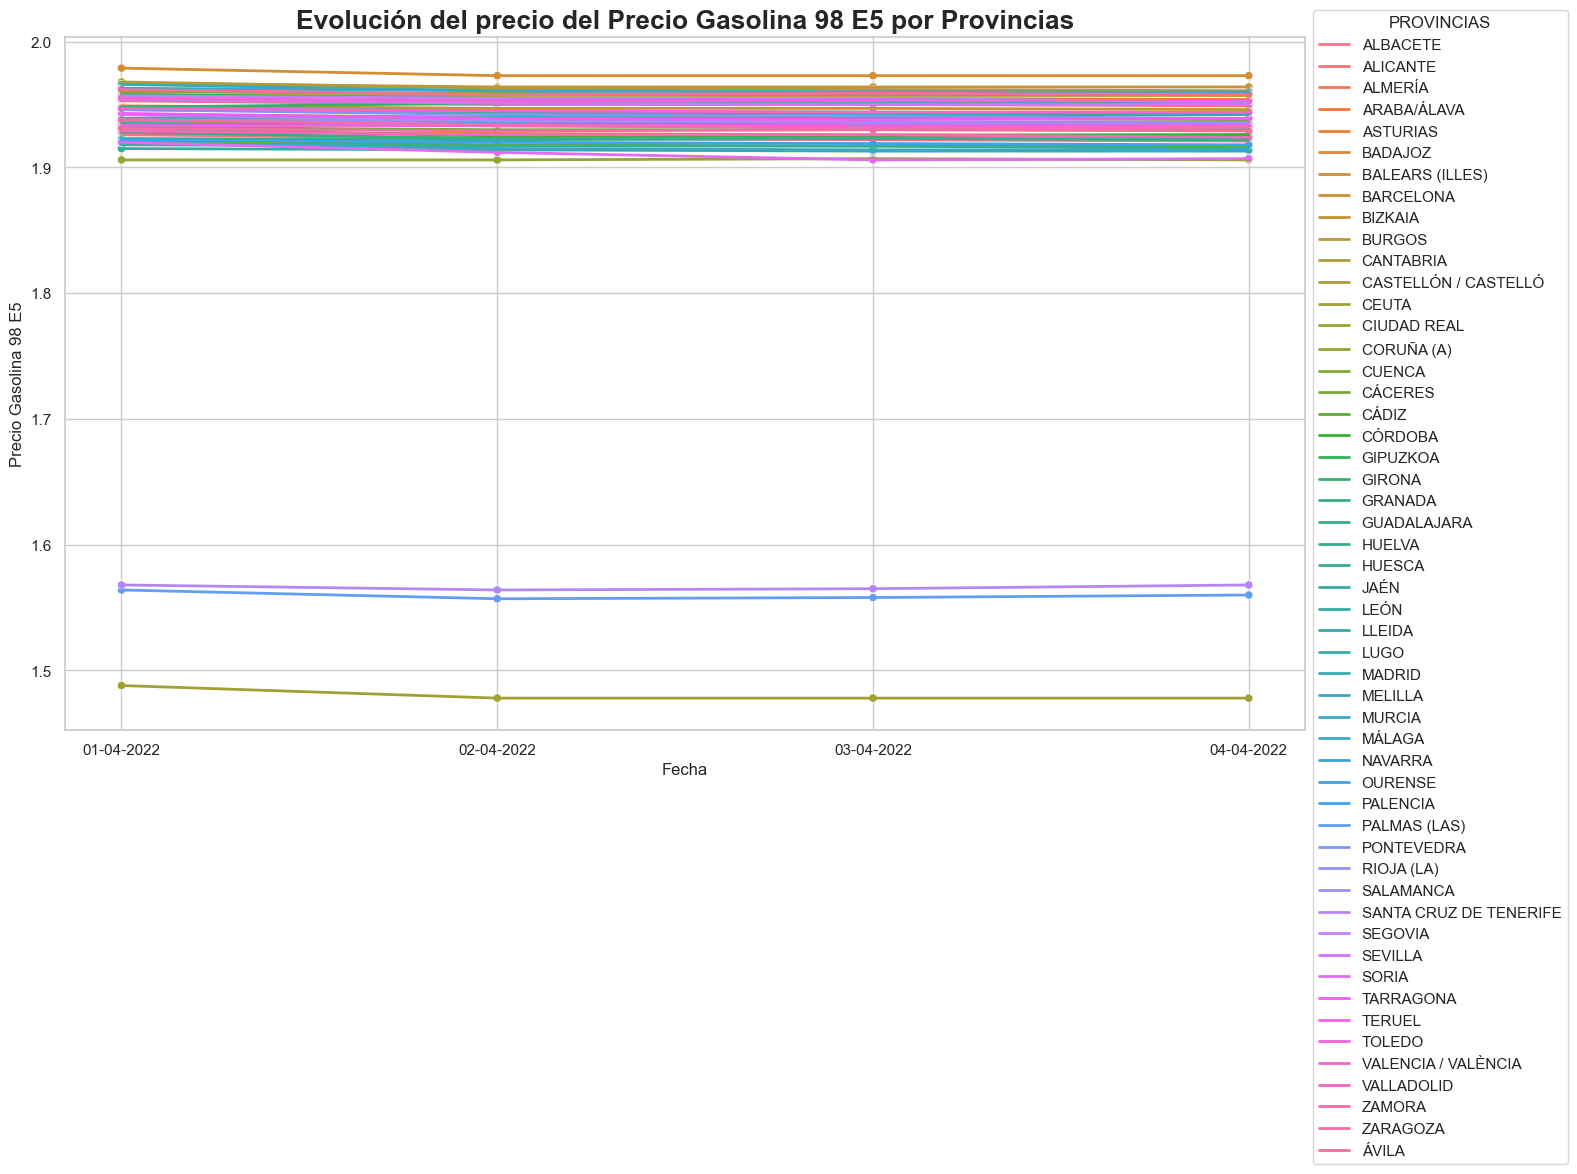 Evolución del precio del Precio Gasolina 98 E5 por Provincias
Precio Gasolina 98 E5
2.0
1.9
1.8
1.7
1.6
1.5
01-04-2022
02-04-2022
03-04-2022
04-04-2022
Fecha
PROVINCIAS
ALBACETE
ALICANTE
ALMERÍA
ARABA/ÁLAVA
ASTURIAS
BADAJOZ
BALEARS (ILLES)
BARCELONA
BIZKAIA
BURGOS
CANTABRIA
CASTELLÓN / CASTELLÓ
CEUTA
CIUDAD REAL
CORUÑA (A)
CUENCA
CÁCERES
CÁDIZ
CÓRDOBA
GIPUZKOA
GIRONA
GRANADA
GUADALAJARA
HUELVA
HUESCA
JAÉN
LEÓN
LLEIDA
LUGO
MADRID
MELILLA
MURCIA
MÁLAGA
NAVARRA
OURENSE
PALENCIA
PALMAS (LAS)
PONTEVEDRA
RIOJA (LA)
SALAMANCA
SANTA CRUZ DE TENERIFE
SEGOVIA
SEVILLA
SORIA
TARRAGONA
TERUEL
TOLEDO
VALENCIA / VALÈNCIA
VALLADOLID
ZAMORA
ZARAGOZA
ÁVILA